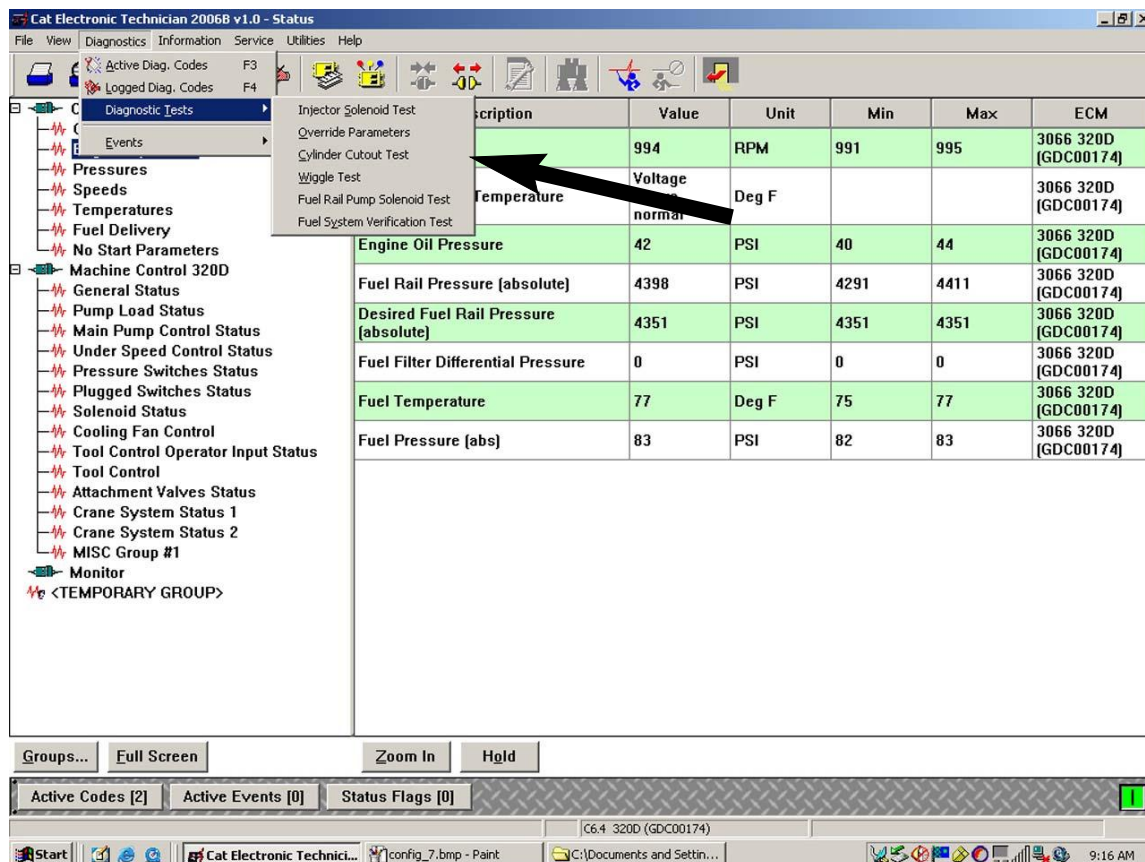 Cat Electronic Technician 2006B v1.0 - Status
File View Diagnostics Information Service Utilities Help
Active Diag. Codes F3
Logged Diag. Codes F4
Diagnostic Tests
Events
Injector Solenoid Test
Override Parameters
Cylinder Cutout Test
Wiggle Test
Fuel Rail Pump Solenoid Test
Fuel System Verification Test
Pressures
Speeds
Temperatures
Fuel Delivery
No Start Parameters
Machine Control 320D
General Status
Pump Load Status
Main Pump Control Status
Under Speed Control Status
Pressure Switches Status
Plugged Switches Status
Solenoid Status
Cooling Fan Control
Tool Control Operator Input Status
Tool Control
Attachment Valves Status
Crane System Status 1
Crane System Status 2
MISC Group #1
Monitor
<TEMPORARY GROUP>
Value Unit Min Max ECM
994 RPM 991 995 3066 320D
(GDC00174)
Voltage
Temperature Deg F 3066 320D
normal (GDC00174)
Engine Oil Pressure 42 PSI 40 44 3066 320D
(GDC00174)
Fuel Rail Pressure (absolute) 4398 PSI 4291 4411 3066 320D
(GDC00174)
Desired Fuel Rail Pressure
(absolute) 4351 PSI 4351 4351 3066 320D
(GDC00174)
Fuel Filter Differential Pressure 0 PSI 0 0 3066 320D
(GDC00174)
Fuel Temperature 77 Deg F 75 77 3066 320D
(GDC00174)
Fuel Pressure (abs) 83 PSI 82 83 3066 320D
(GDC00174)
Groups... Full Screen Zoom In Hold
Active Codes [2] Active Events [0] Status Flags [0]
C6.4 320D (GDC00174)
Start Cat Electronic Technici... config_7.bmp - Paint C:\Documents and Settin... 9:16 AM